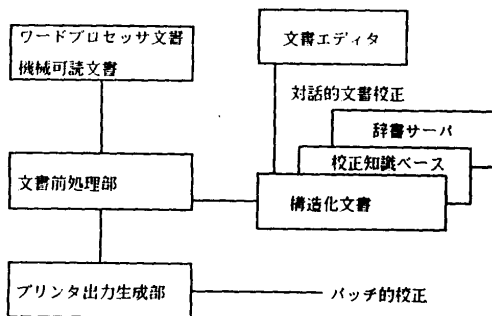 ワードプロセッサ文書
機械可読文書
文書エディタ
対話的文書校正
辞書サーバ
校正知識ベース
文書前処理部
構造化文書
プリンタ出力生成部
バッチ的校正